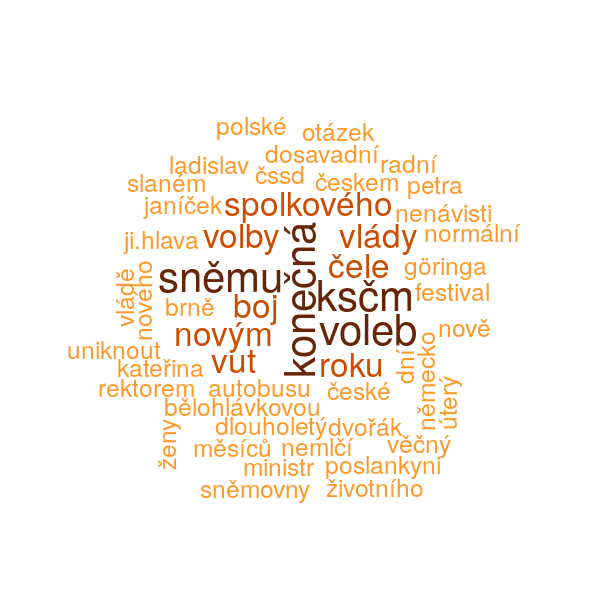 polské
otázek
dosavadní
ladislav
čssd
radní
slaném
českem
petra
janíček
spolkového
nenávisti
ji.hlava
volby
vlády
normální
konečná
sněmu
čele
göringa
vládě
nového
brně
boj
ksčm
festival
novým
voleb
nově
uniknout
vut
roku
dní
německo
kateřina
rektorem
autobusu
české
úterý
bělohlávkovou
ženy
dlouholetý
dvořák
měsíců
nemlčí
věčný
ministr
poslankyni
sněmovny
životního